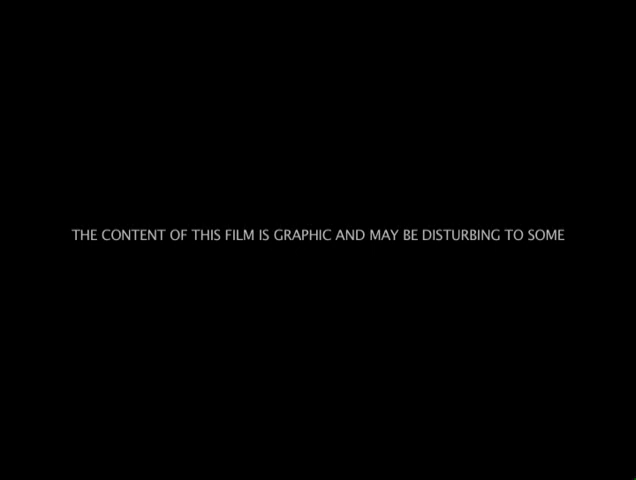 THE CONTENT OF THIS FILM IS GRAPHIC AND MAY BE DISTURBING TO SOME